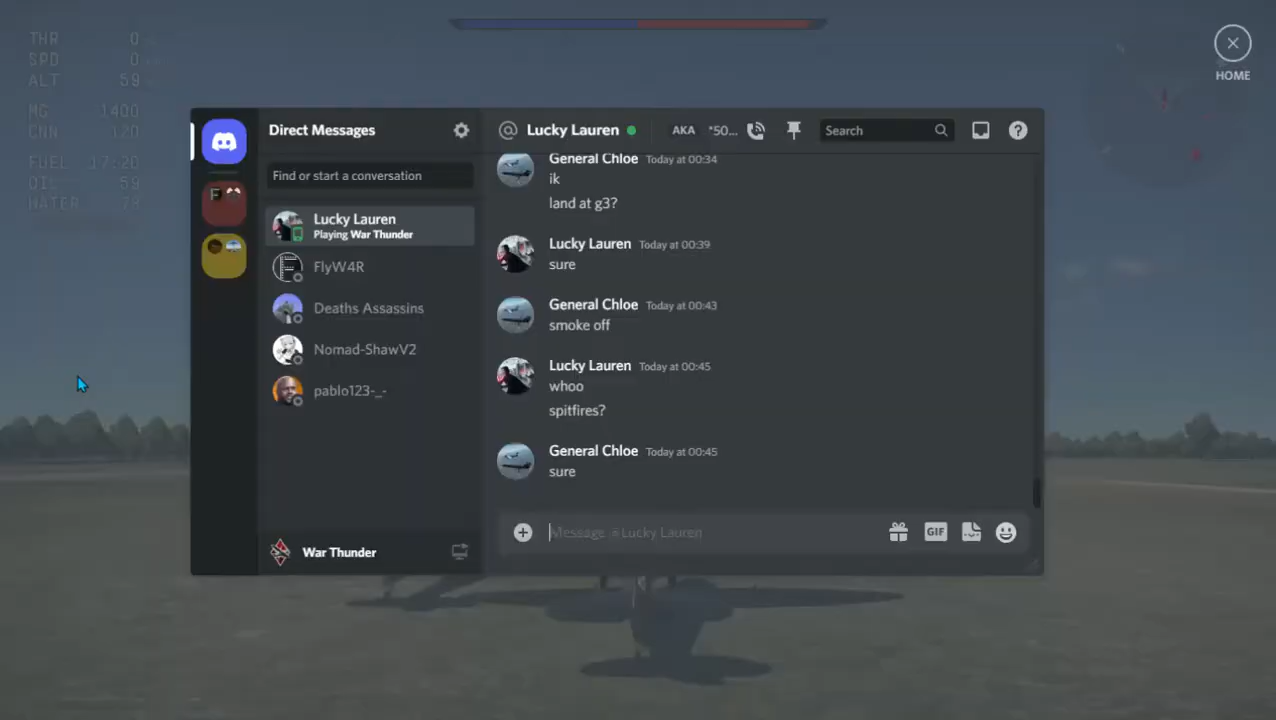 THR 0
SPD 0
ALT 59
MG 1400
CNN 120
FUEL 17:20
OIL 59
WATER 79
HOME
Direct Messages
Find or start a conversation
Lucky Lauren
Playing War Thunder
FlyW4R
Deaths Assassins
Nomad-ShawV2
pablo123-_-
War Thunder
@ Lucky Lauren AKA *50... Search
General Chloe Today at 00:34
ik
land at g3?
Lucky Lauren Today at 00:39
sure
General Chloe Today at 00:43
smoke off
Lucky Lauren Today at 00:45
whoo
spitfires?
General Chloe Today at 00:45
sure
Message @Lucky Lauren
GIF